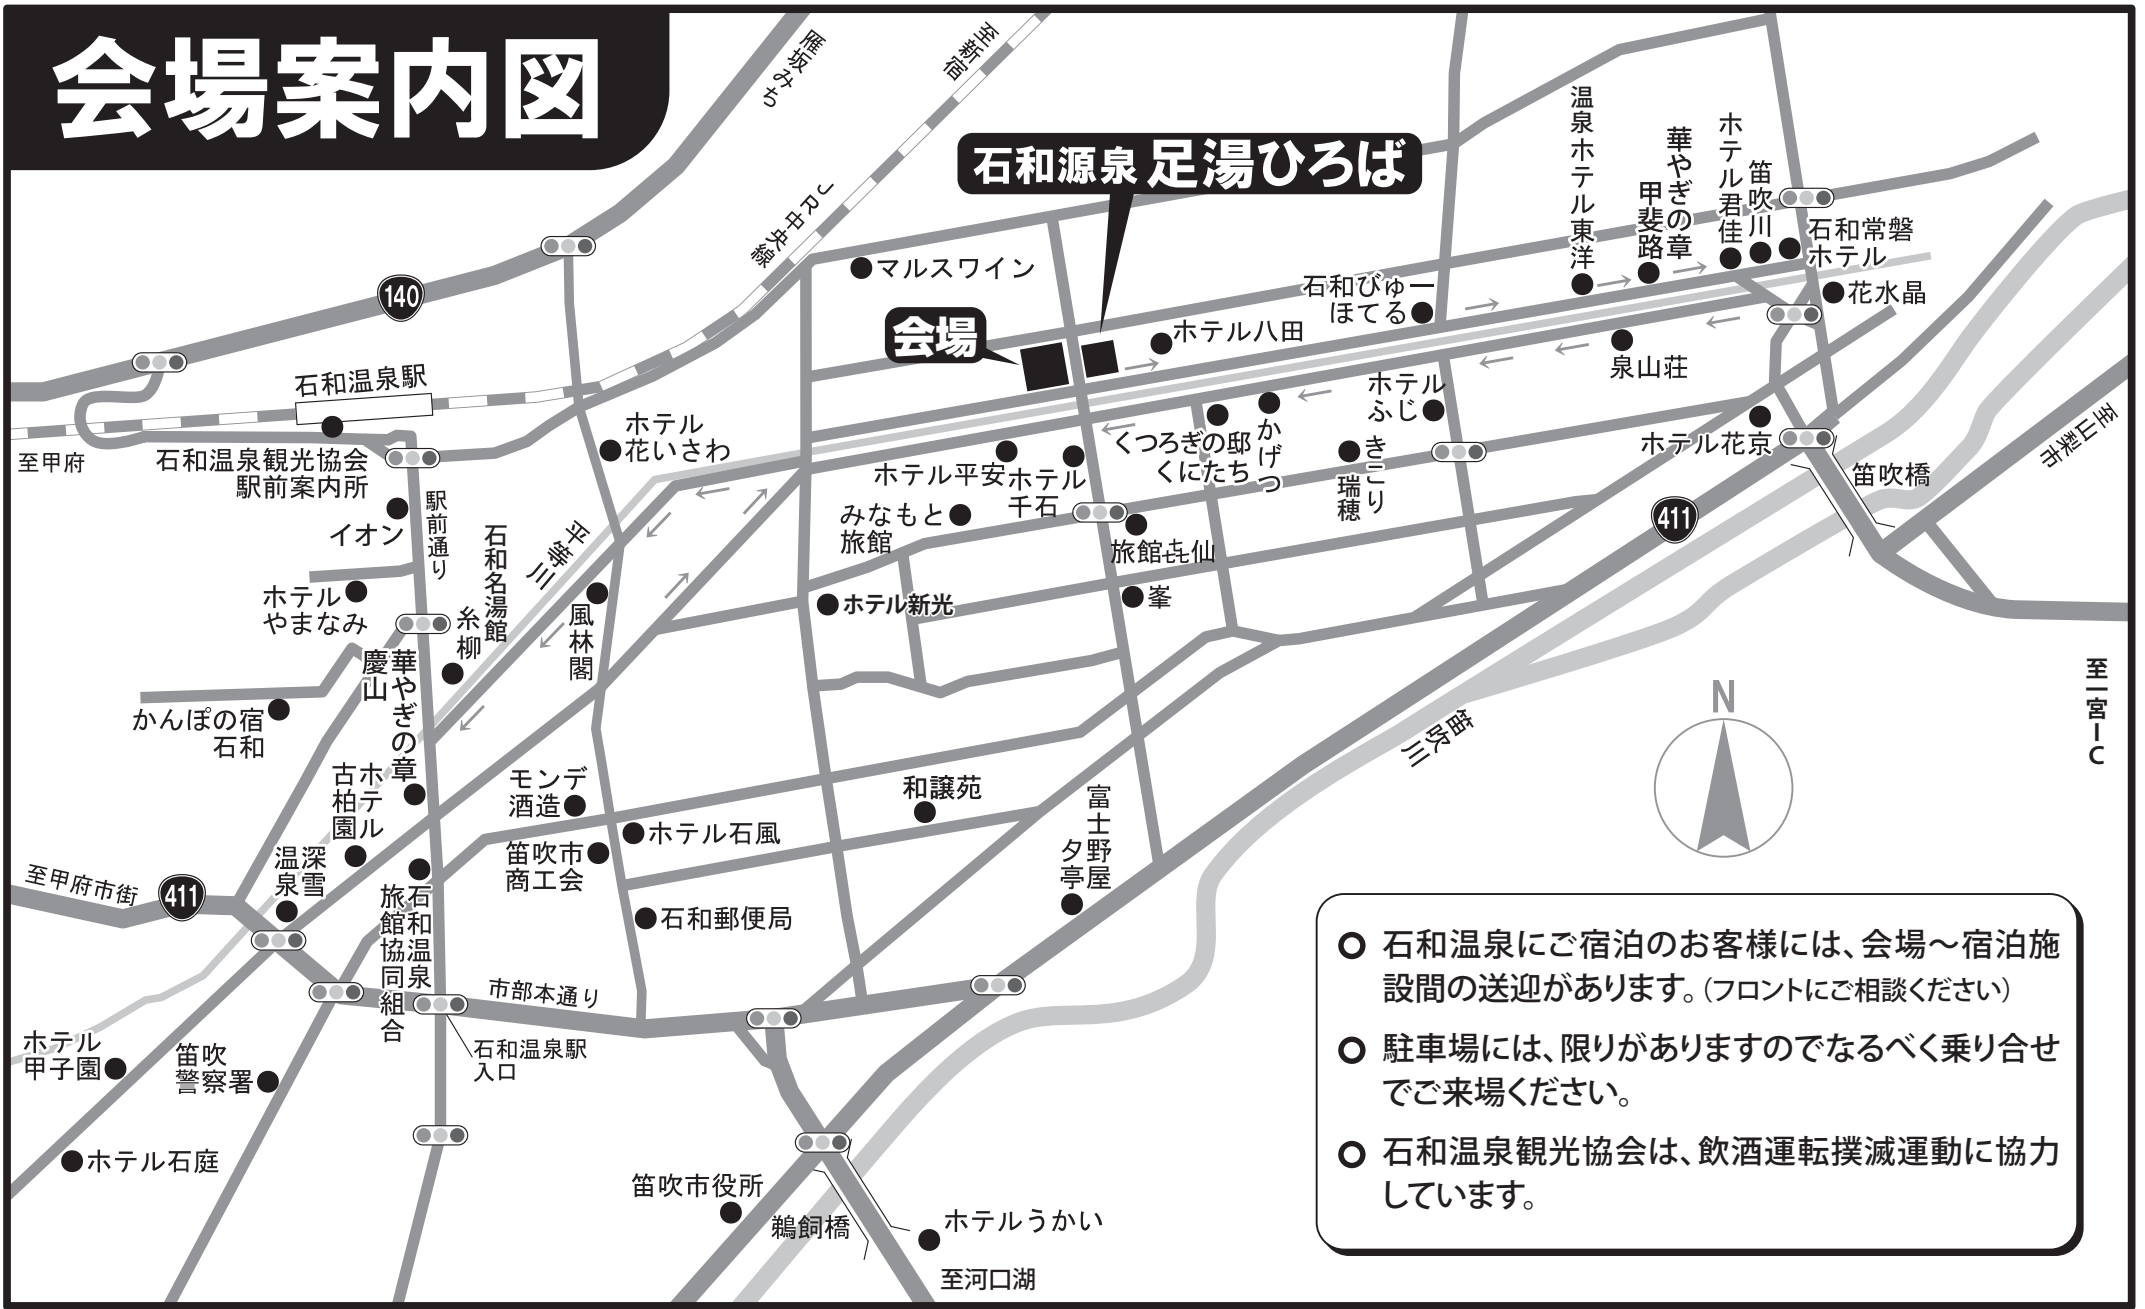 会場案内図
雁坂みち
至新宿
JR中央線
石和源泉 足湯ひろば
温泉ホテル東洋
華やぎの章
甲斐路
ホテル君佳
笛吹川
石和常磐
ホテル
花水晶
マルスワイン
会場
ホテル八田
石和びゅー
ほてる
泉山荘
140
石和温泉駅
至甲府
石和温泉観光協会
駅前案内所
イオン
駅前通り
ホテル
花いさわ
ホテル平安
ホテル
千石
くつろぎの邸
くにたち
かげつ
ホテル
ふじ
きこり
瑞穂
ホテル花京
笛吹橋
至山梨市
411
みなもと
旅館
旅館㐂仙
峯
ホテル新光
平等川
石和名湯館
糸柳
風林閣
ホテル
やまなみ
華やぎの章
慶山
かんぽの宿
石和
ホテル
古柏園
深雪
温泉
モンデ
酒造
ホテル石風
笛吹市
商工会
和譲苑
富士野屋
夕亭
石和郵便局
石和温泉
旅館協同組合
至甲府市街
411
市部本通り
石和温泉駅
入口
ホテル
甲子園
笛吹
警察署
ホテル石庭
笛吹市役所
鵜飼橋
ホテルうかい
至河口湖
笛吹川
至一宮IC
N
石和温泉にご宿泊のお客様には、会場～宿泊施
設間の送迎があります。（フロントにご相談ください）
駐車場には、限りがありますのでなるべく乗り合せ
でご来場ください。
石和温泉観光協会は、飲酒運転撲滅運動に協力
しています。